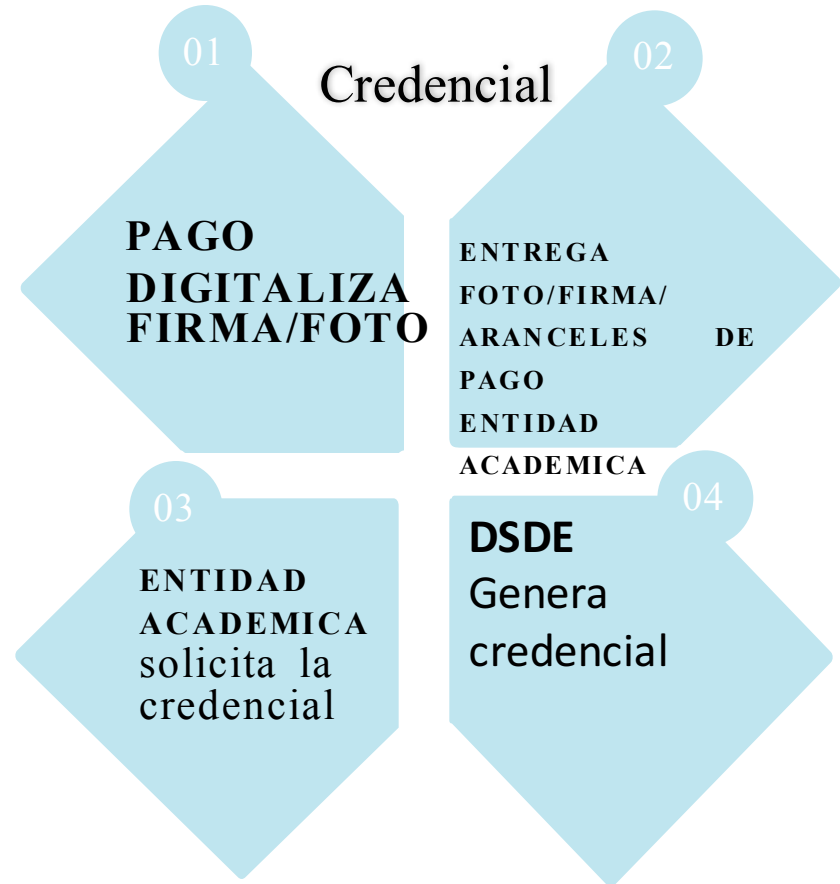 Credencial
01
PAGO
DIGITALIZA
FIRMA/FOTO
02
ENTREGA
FOTO/FIRMA/
ARANCELES DE
PAGO
ENTIDAD
ACADEMICA
03
ENTIDAD
ACADEMICA
solicita la
credencial
04
DSDE
Genera
credencial